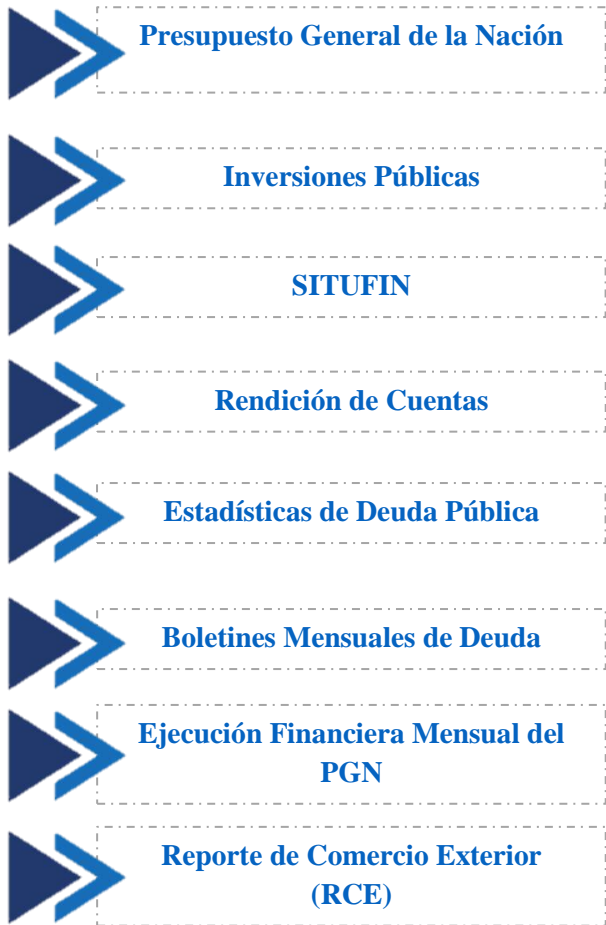 Presupuesto General de la Nación
Inversiones Públicas
SITUFIN
Rendición de Cuentas
Estadísticas de Deuda Pública
Boletines Mensuales de Deuda
Ejecución Financiera Mensual del
PGN
Reporte de Comercio Exterior
(RCE)